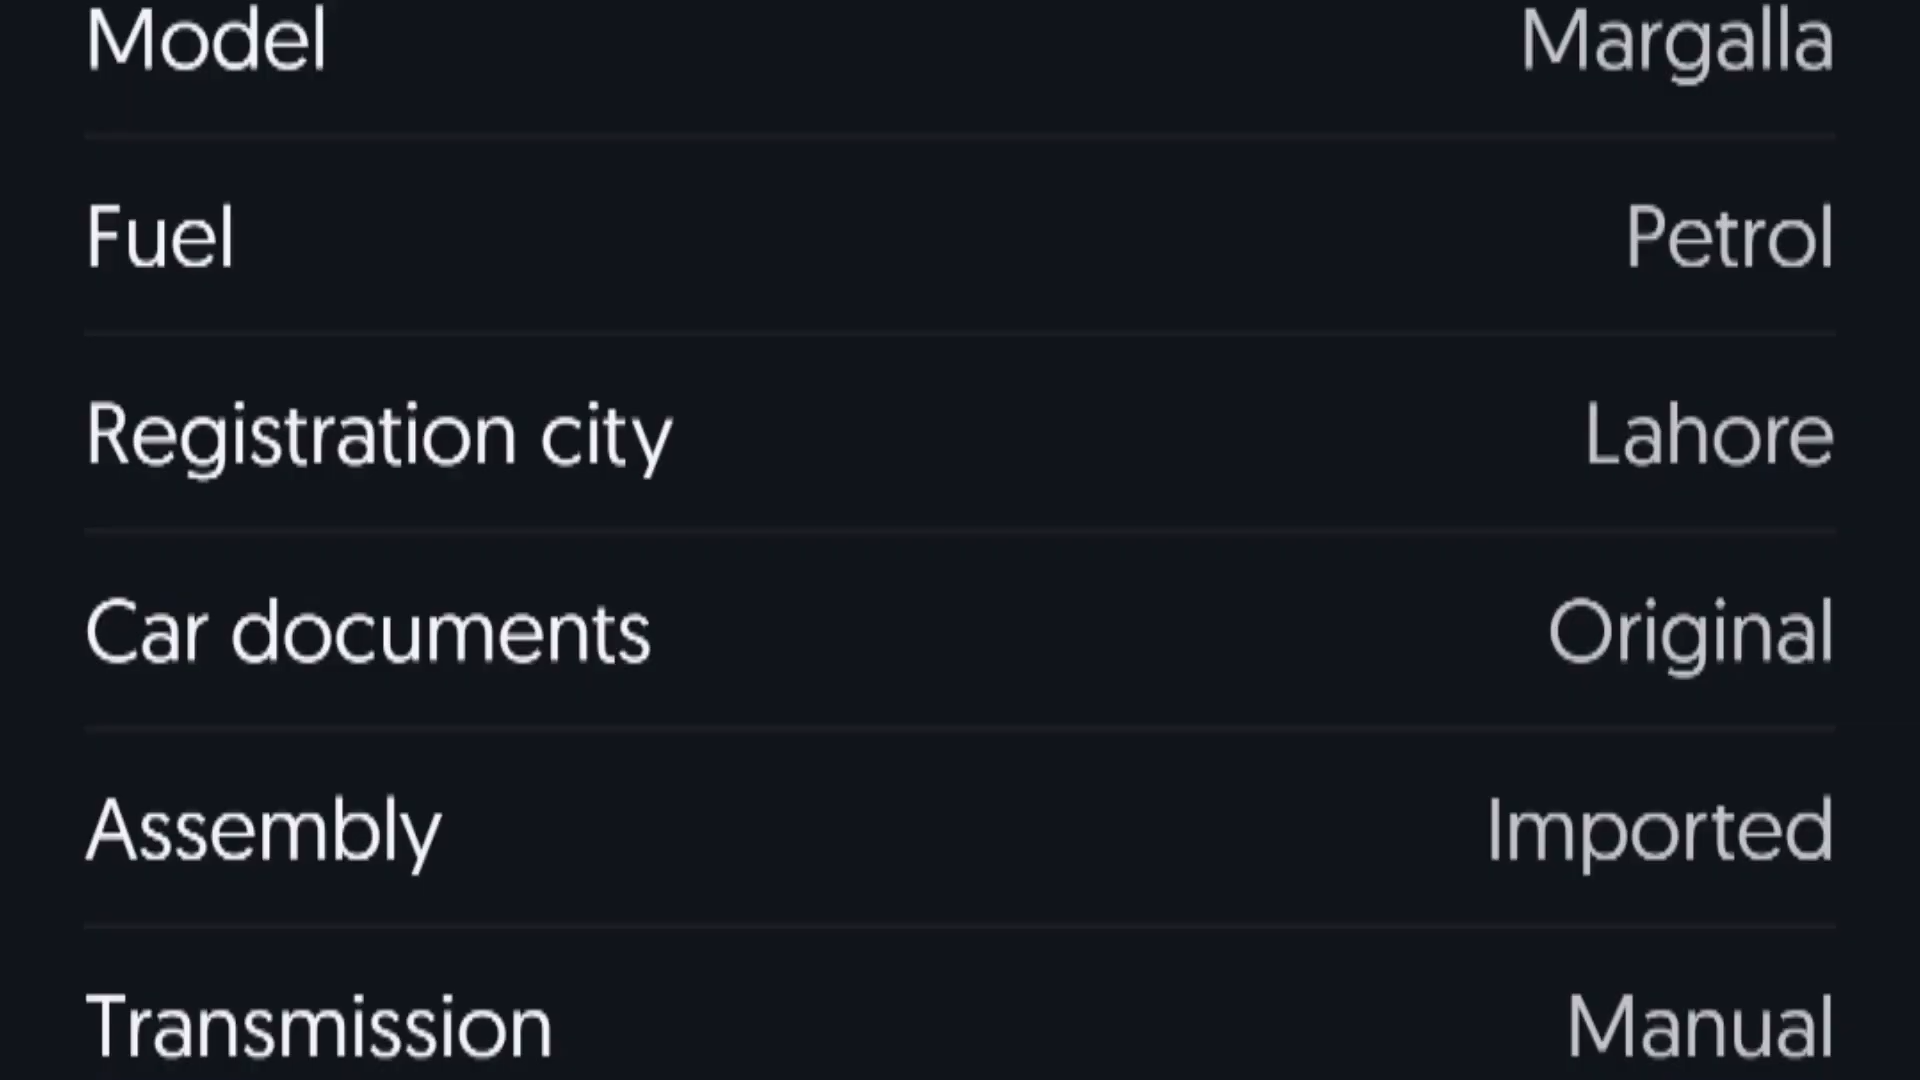 Model Margalla
Fuel Petrol
Registration city Lahore
Car documents Original
Assembly Imported
Transmission Manual